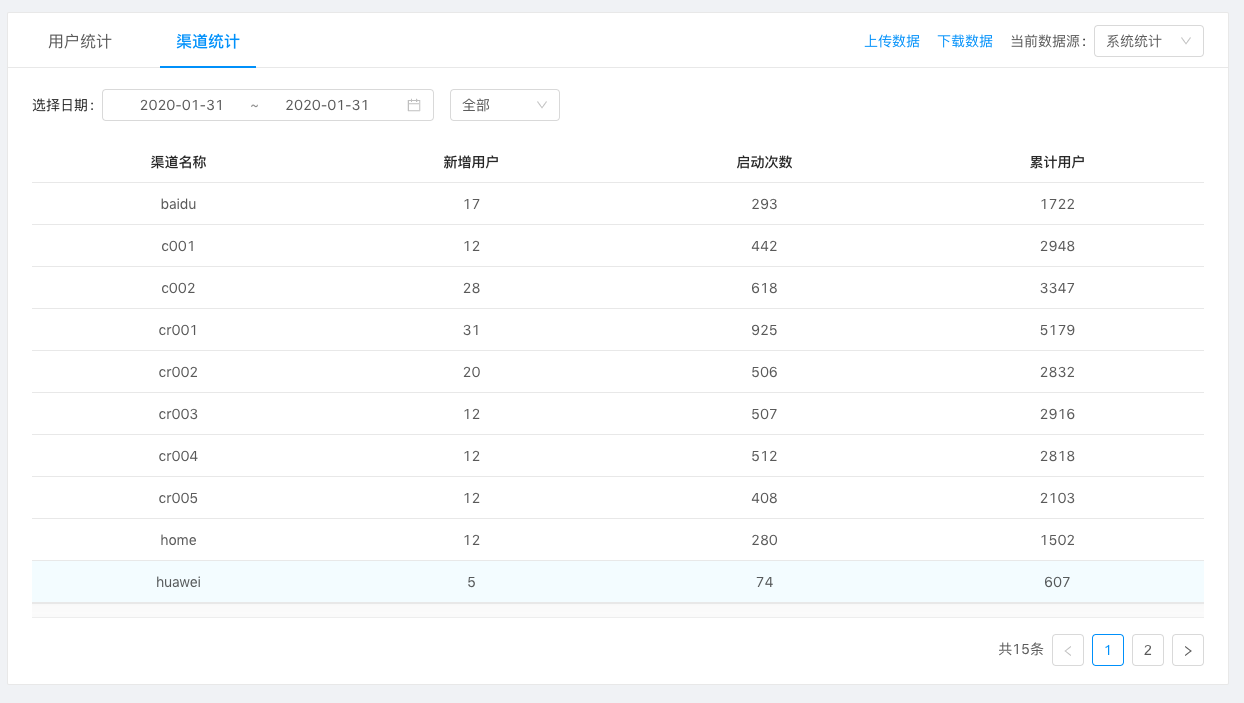 用户统计 渠道统计 上传数据 下载数据 当前数据源： 系统统计
选择日期： 2020-01-31 ~ 2020-01-31 全部
渠道名称 新增用户 启动次数 累计用户
baidu 17 293 1722
c001 12 442 2948
c002 28 618 3347
cr001 31 925 5179
cr002 20 506 2832
cr003 12 507 2916
cr004 12 512 2818
cr005 12 408 2103
home 12 280 1502
huawei 5 74 607
共15条 < 1 2 >